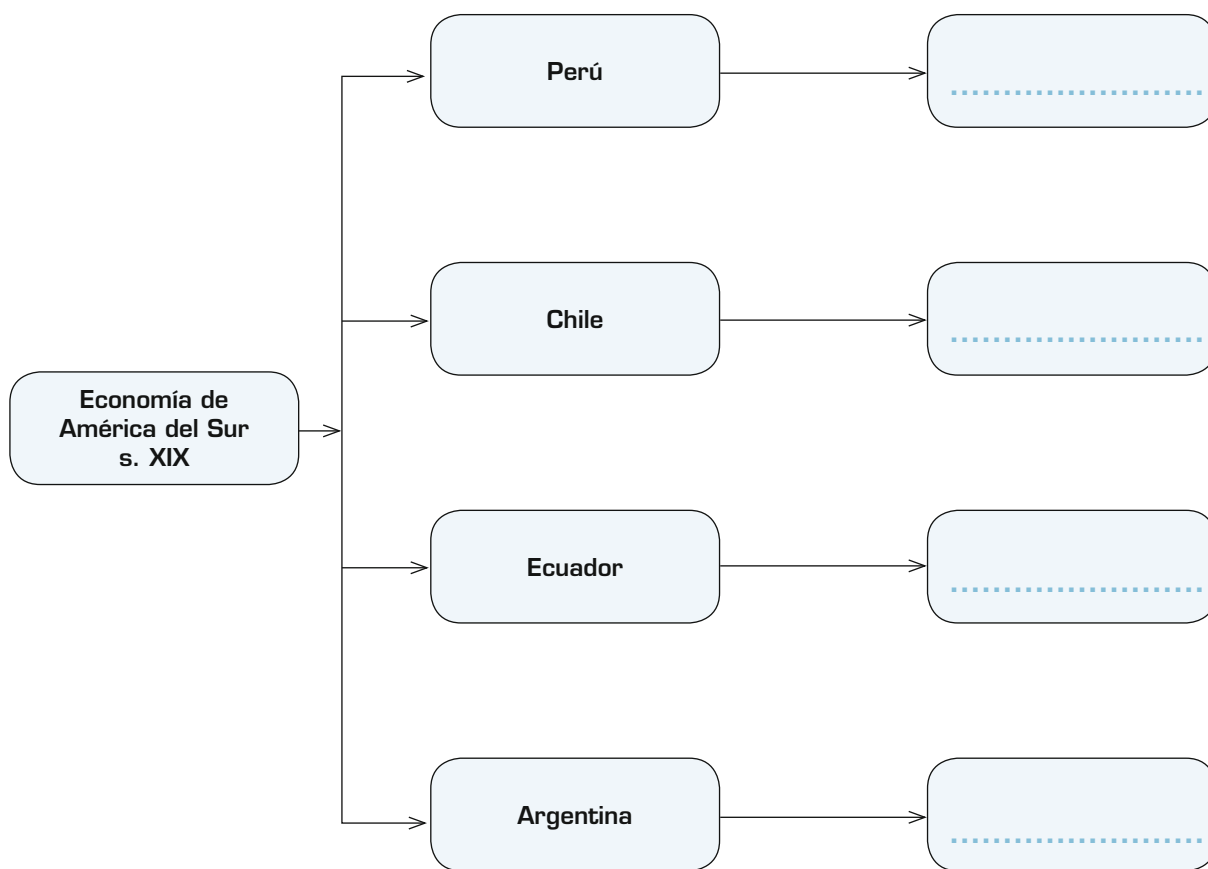 Perú
Chile
Economía de
América del Sur
s. XIX
Ecuador
Argentina